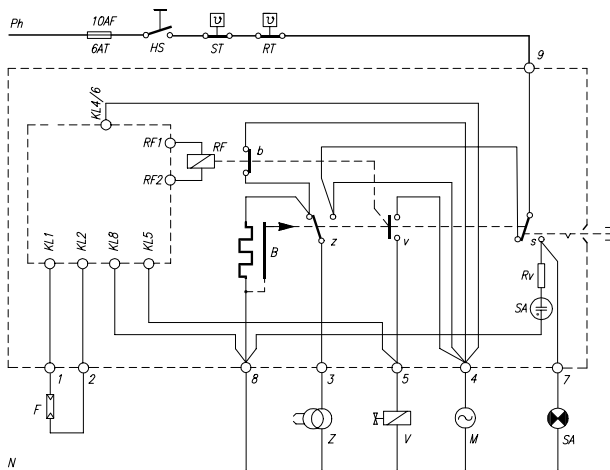 Ph
10AF
6AT
HS
ϑ
ST
ϑ
RT
9
KL4/6
RF1
RF
RF2
b
KL1
KL2
KL8
KL5
B
z
v
s
Rv
SA
1
2
8
3
5
4
7
F
Z
V
M
SA
N